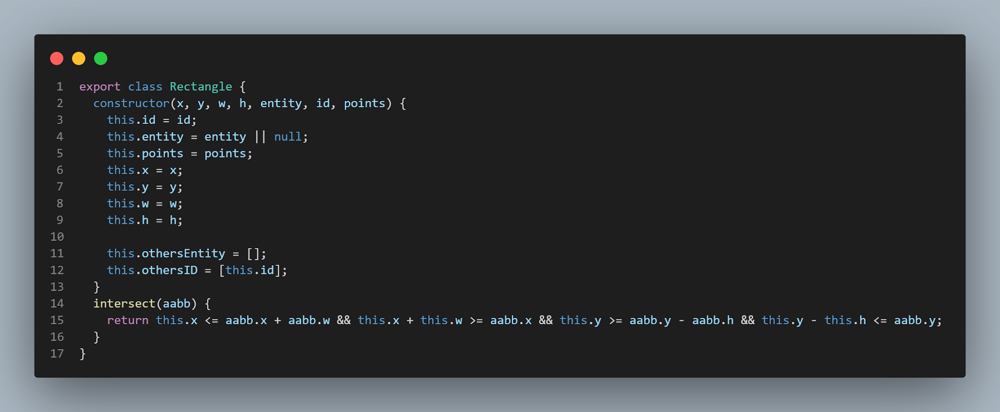 1 export class Rectangle {
2   constructor(x, y, w, h, entity, id, points) {
3     this.id = id;
4     this.entity = entity || null;
5     this.points = points;
6     this.x = x;
7     this.y = y;
8     this.w = w;
9     this.h = h;
10
11     this.othersEntity = [];
12     this.othersID = [this.id];
13   }
14   intersect(aabb) {
15     return this.x <= aabb.x + aabb.w && this.x + this.w >= aabb.x && this.y >= aabb.y - aabb.h && this.y - this.h <= aabb.y;
16   }
17 }